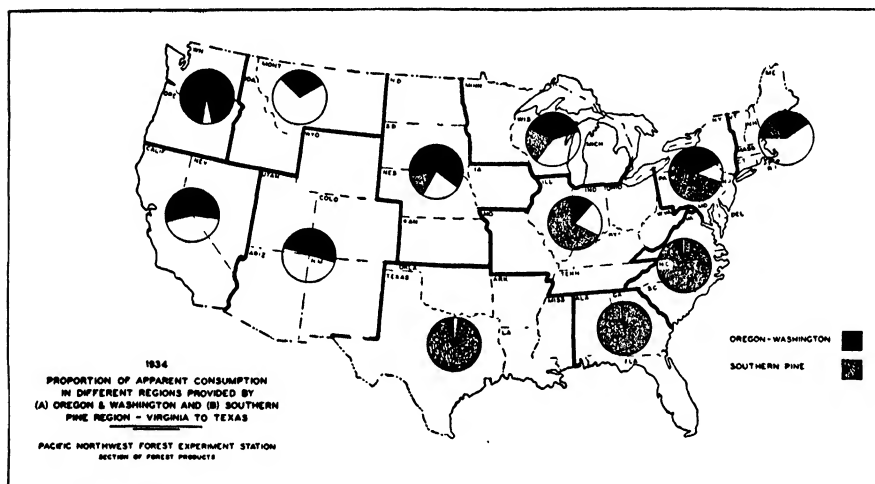 WN
ORE
MONT
IDA
WYO
N D
S D
NEB
MINN
WIS
MICH
IA
ILL
IND
OHIO
KY
TENN
MO
KAN
CALIF
NEV
UTAH
COLO
ARIZ
N M
OKLA
TEXAS
ARK
LA
MISS
ALA
GA
FLA
S C
N C
VA
W VA
MD
DEL
N J
PA
N Y
VT
N H
ME
MASS
R I
OREGON-WASHINGTON
SOUTHERN PINE
1934
PROPORTION OF APPARENT CONSUMPTION
IN DIFFERENT REGIONS PROVIDED BY
(A) OREGON & WASHINGTON AND (B) SOUTHERN
PINE REGION - VIRGINIA TO TEXAS
PACIFIC NORTHWEST FOREST EXPERIMENT STATION
SECTION OF FOREST PRODUCTS